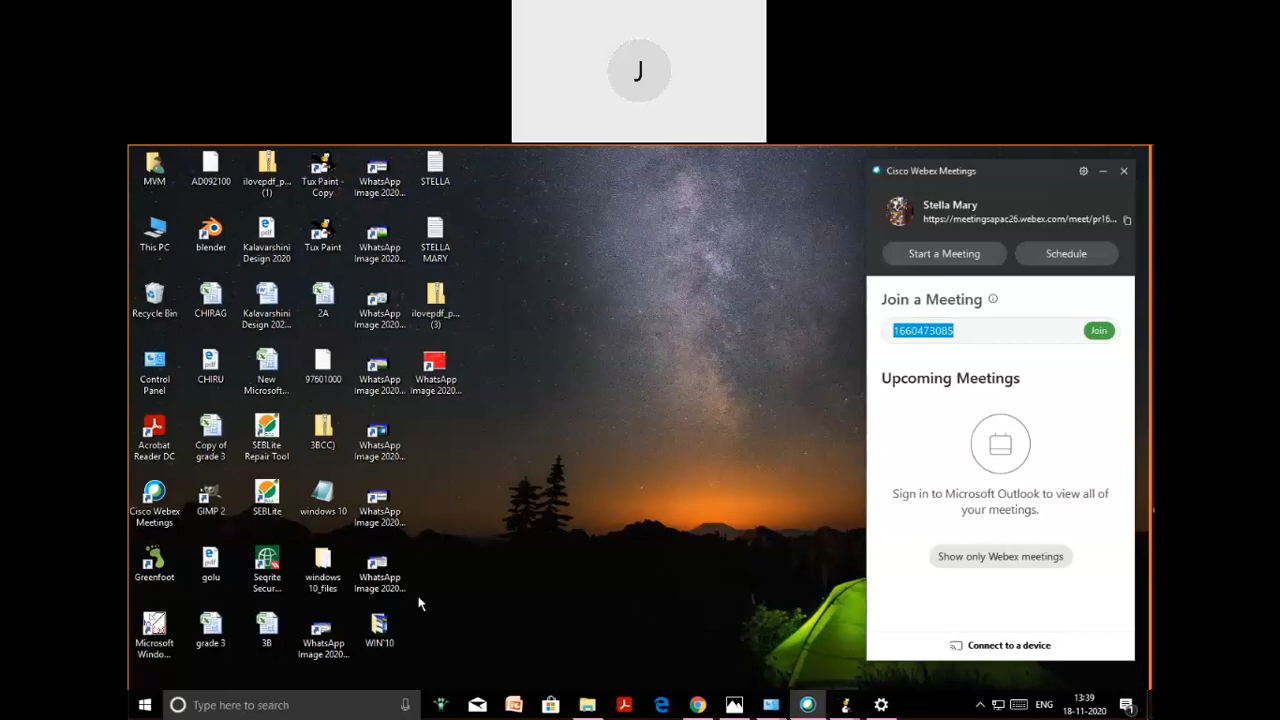 J
MVM
AD092100
ilovepdf_p...
(1)
Tux Paint -
Copy
WhatsApp
Image 2020...
STELLA
This PC
blender
Kalavarshini
Design 2020
Tux Paint
WhatsApp
Image 2020...
STELLA
MARY
Recycle Bin
CHIRAG
Kalavarshini
Design 202...
2A
WhatsApp
Image 2020...
ilovepdf_p...
(3)
Control
Panel
CHIRU
New
Microsoft...
97601000
WhatsApp
Image 2020...
WhatsApp
Image 2020...
Acrobat
Reader DC
Copy of
grade 3
SEBLite
Repair Tool
3BCC)
WhatsApp
Image 2020...
Cisco Webex
Meetings
GIMP 2
SEBLite
windows 10
WhatsApp
Image 2020...
Greenfoot
golu
Seqrite
Secur...
windows
10_files
WhatsApp
Image 2020...
Microsoft
Windo...
grade 3
3B
WhatsApp
Image 2020...
WIN'10
Cisco Webex Meetings
Stella Mary
https://meetingsapac26.webex.com/meet/pr16...
Start a Meeting
Schedule
Join a Meeting
1660473085
Join
Upcoming Meetings
Sign in to Microsoft Outlook to view all of
your meetings.
Show only Webex meetings
Connect to a device
Type here to search
ENG
13:39
18-11-2020